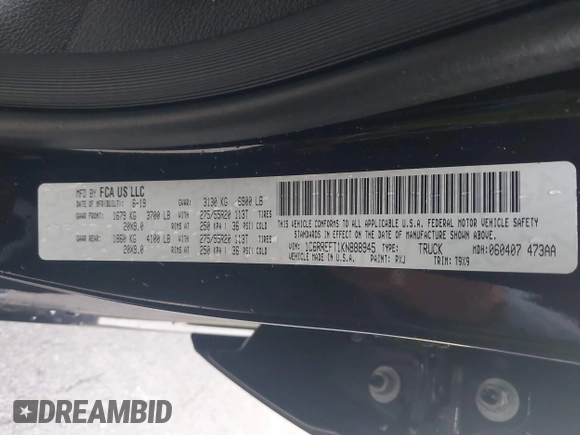 MFD BY FCA US LLC
DATE OF MFR(BUILT): 6-19 GVWR: 3130 KG 6900 LB
GAWR FRONT: 1679 KG 3700 LB WITH 275/55R20 113T TIRES
20X9.0 RIMS AT 250 KPA( 36 PSI) COLD
GAWR REAR: 1860 KG 4100 LB WITH 275/55R20 113T TIRES
20X9.0 RIMS AT 250 KPA( 36 PSI) COLD
THIS VEHICLE CONFORMS TO ALL APPLICABLE U.S.A. FEDERAL MOTOR VEHICLE SAFETY
STANDARDS IN EFFECT ON THE DATE OF MANUFACTURE SHOWN ABOVE.
VIN: 1C6RREFT1KN888945 TYPE: TRUCK MDH: 060407 473AA
VEHICLE MADE IN U.S.A. PAINT: PXJ TRIM: T9X9
DREAMBID